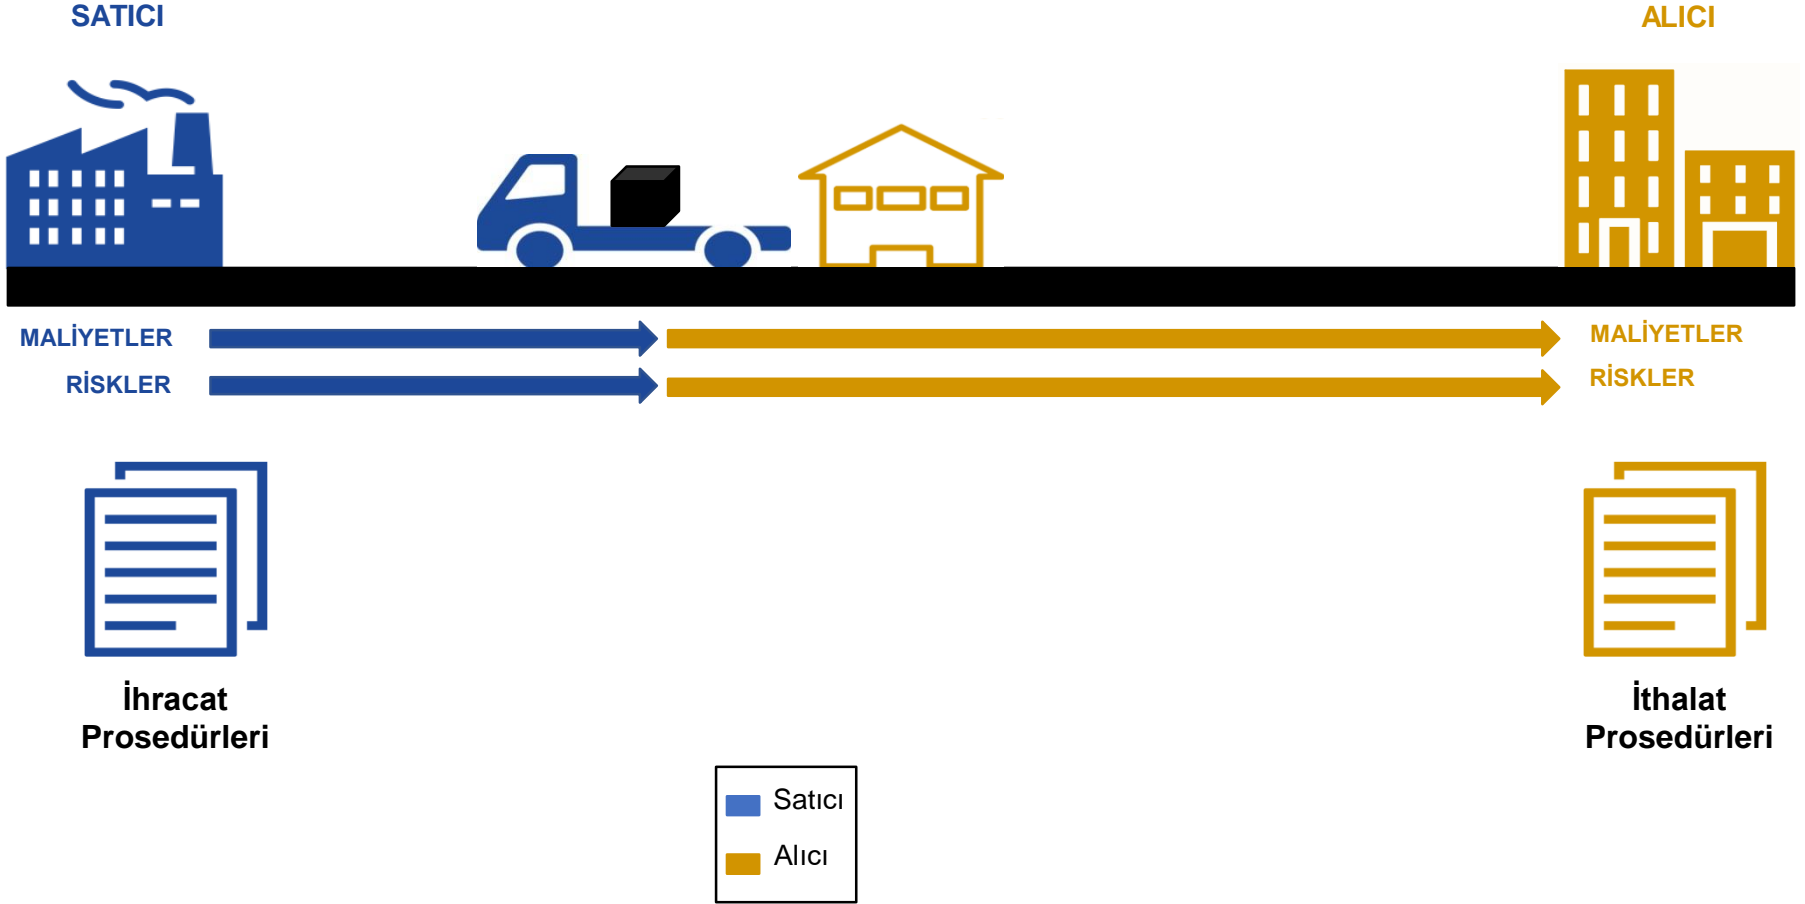 SATICI
ALICI
MALİYETLER
MALİYETLER
RİSKLER
RİSKLER
İhracat
Prosedürleri
İthalat
Prosedürleri
Satıcı
Alıcı